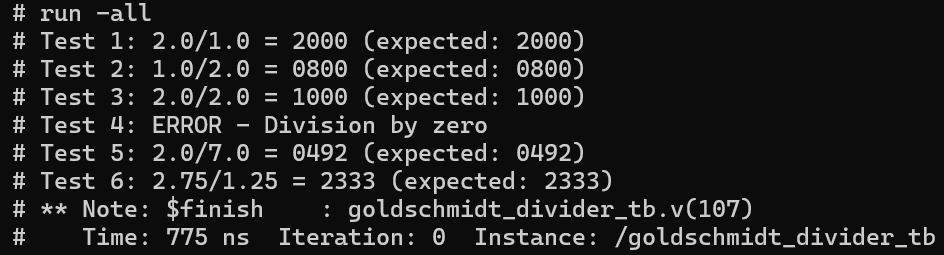 # run -all
# Test 1: 2.0/1.0 = 2000 (expected: 2000)
# Test 2: 1.0/2.0 = 0800 (expected: 0800)
# Test 3: 2.0/2.0 = 1000 (expected: 1000)
# Test 4: ERROR - Division by zero
# Test 5: 2.0/7.0 = 0492 (expected: 0492)
# Test 6: 2.75/1.25 = 2333 (expected: 2333)
# ** Note: $finish    : goldschmidt_divider_tb.v(107)
#    Time: 775 ns  Iteration: 0  Instance: /goldschmidt_divider_tb